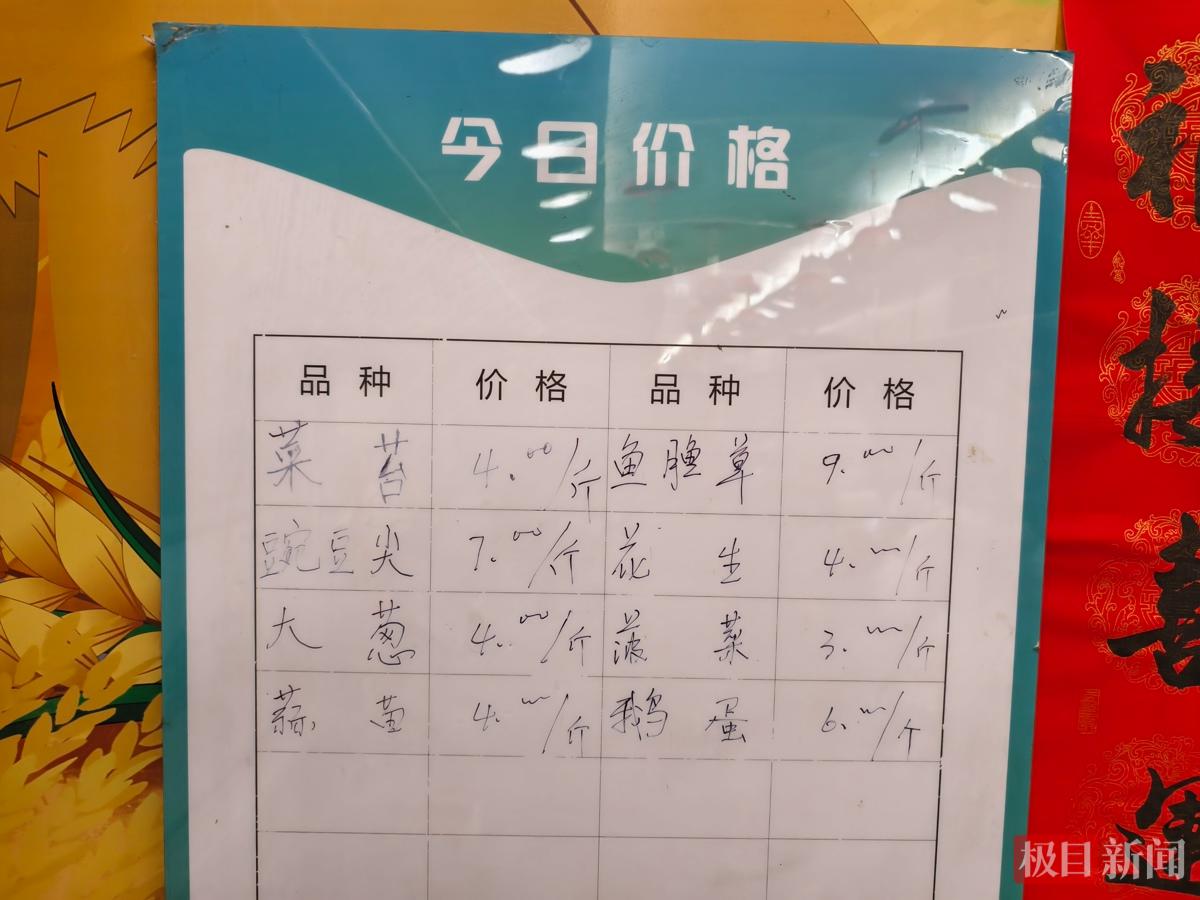 今日价格
品种 价格 品种 价格
菜苔 4.00/斤 鱼腥草 9.00/斤
豌豆尖 7.00/斤 花生 4.00/斤
大葱 4.00/斤 菠菜 3.00/斤
蒜苗 4.00/斤 鹅蛋 6.00/斤
喜
運
极目新闻